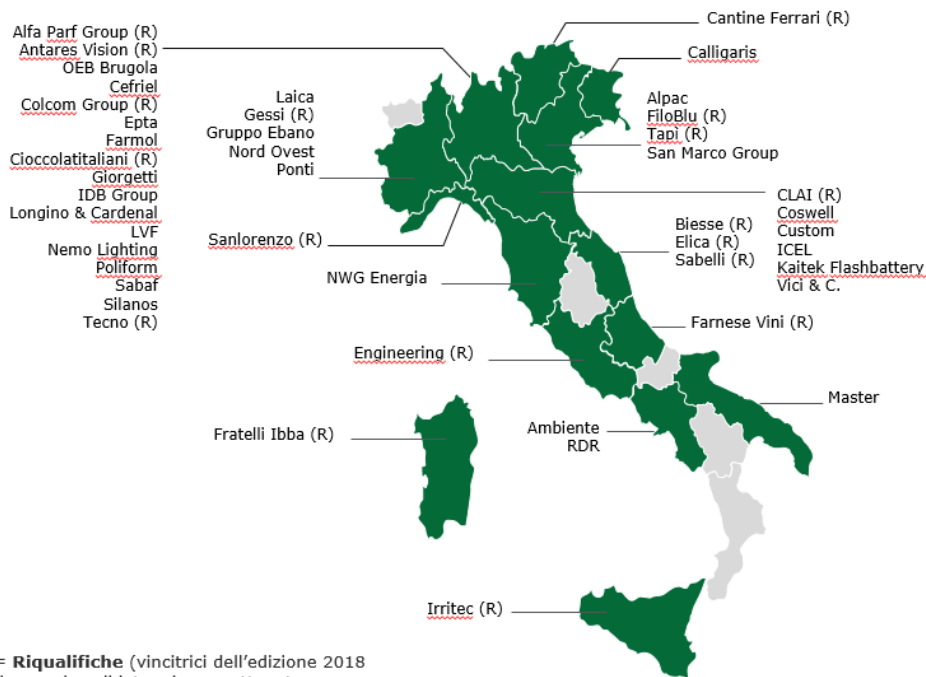 Alfa Parf Group (R)
Antares Vision (R)
OEB Brugola
Cefriel
Colcom Group (R)
Epta
Farmol
Cioccolatitaliani (R)
Giorgetti
IDB Group
Longino & Cardenal
LVF
Nemo Lighting
Poliform
Sabaf
Silanos
Tecno (R)
Laica
Gessi (R)
Gruppo Ebano
Nord Ovest
Ponti
Sanlorenzo (R)
NWG Energia
Engineering (R)
Fratelli Ibba (R)
Ambiente
RDR
Irritec (R)
Cantine Ferrari (R)
Calligaris
Alpac
FiloBlu (R)
Tapì (R)
San Marco Group
CLAI (R)
Coswell
Custom
ICEL
Kaitek Flashbattery
Vici & C.
Biesse (R)
Elica (R)
Sabelli (R)
Farnese Vini (R)
Master
= Riqualifiche (vincitrici dell'edizione 2018